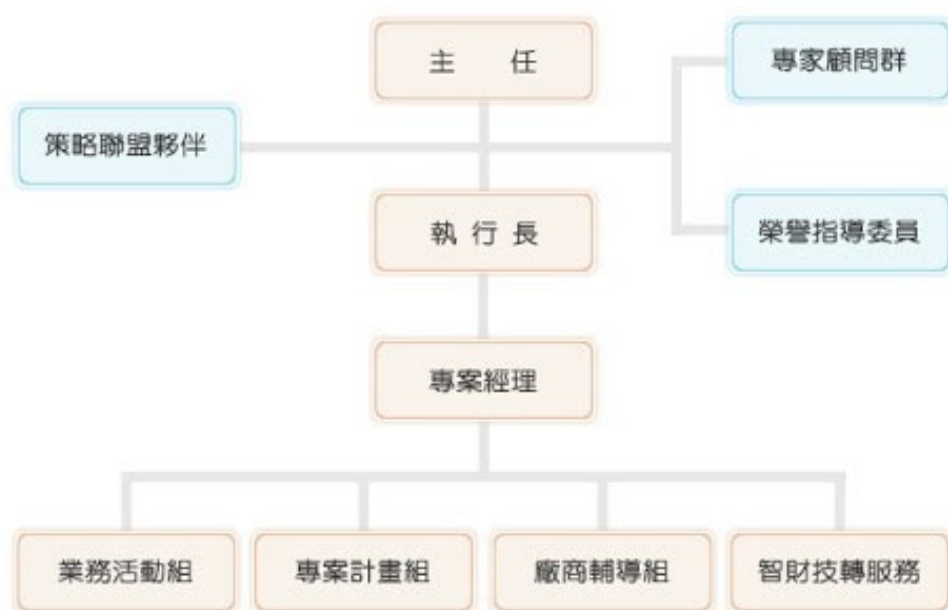 主 任
專家顧問群
策略聯盟夥伴
執行長
榮譽指導委員
專案經理
業務活動組
專案計畫組
廠商輔導組
智財技轉服務